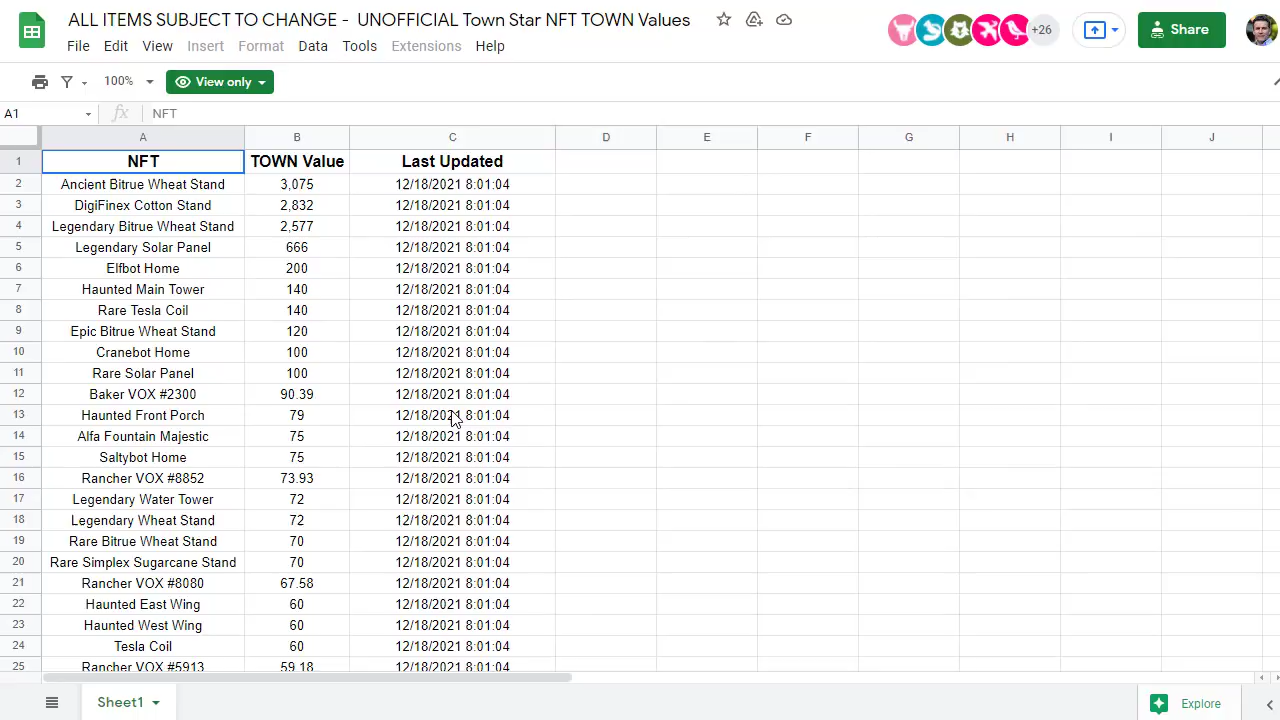 ALL ITEMS SUBJECT TO CHANGE - UNOFFICIAL Town Star NFT TOWN Values
+26
Share
File Edit View Insert Format Data Tools Extensions Help
100% View only
A1 fx NFT
A B C D E F G H I J
1 NFT TOWN Value Last Updated
2 Ancient Bitrue Wheat Stand 3,075 12/18/2021 8:01:04
3 DigiFinex Cotton Stand 2,832 12/18/2021 8:01:04
4 Legendary Bitrue Wheat Stand 2,577 12/18/2021 8:01:04
5 Legendary Solar Panel 666 12/18/2021 8:01:04
6 Elfbot Home 200 12/18/2021 8:01:04
7 Haunted Main Tower 140 12/18/2021 8:01:04
8 Rare Tesla Coil 140 12/18/2021 8:01:04
9 Epic Bitrue Wheat Stand 120 12/18/2021 8:01:04
10 Cranebot Home 100 12/18/2021 8:01:04
11 Rare Solar Panel 100 12/18/2021 8:01:04
12 Baker VOX #2300 90.39 12/18/2021 8:01:04
13 Haunted Front Porch 79 12/18/2021 8:01:04
14 Alfa Fountain Majestic 75 12/18/2021 8:01:04
15 Saltybot Home 75 12/18/2021 8:01:04
16 Rancher VOX #8852 73.93 12/18/2021 8:01:04
17 Legendary Water Tower 72 12/18/2021 8:01:04
18 Legendary Wheat Stand 72 12/18/2021 8:01:04
19 Rare Bitrue Wheat Stand 70 12/18/2021 8:01:04
20 Rare Simplex Sugarcane Stand 70 12/18/2021 8:01:04
21 Rancher VOX #8080 67.58 12/18/2021 8:01:04
22 Haunted East Wing 60 12/18/2021 8:01:04
23 Haunted West Wing 60 12/18/2021 8:01:04
24 Tesla Coil 60 12/18/2021 8:01:04
25 Rancher VOX #5913 59.18 12/18/2021 8:01:04
Sheet1
Explore